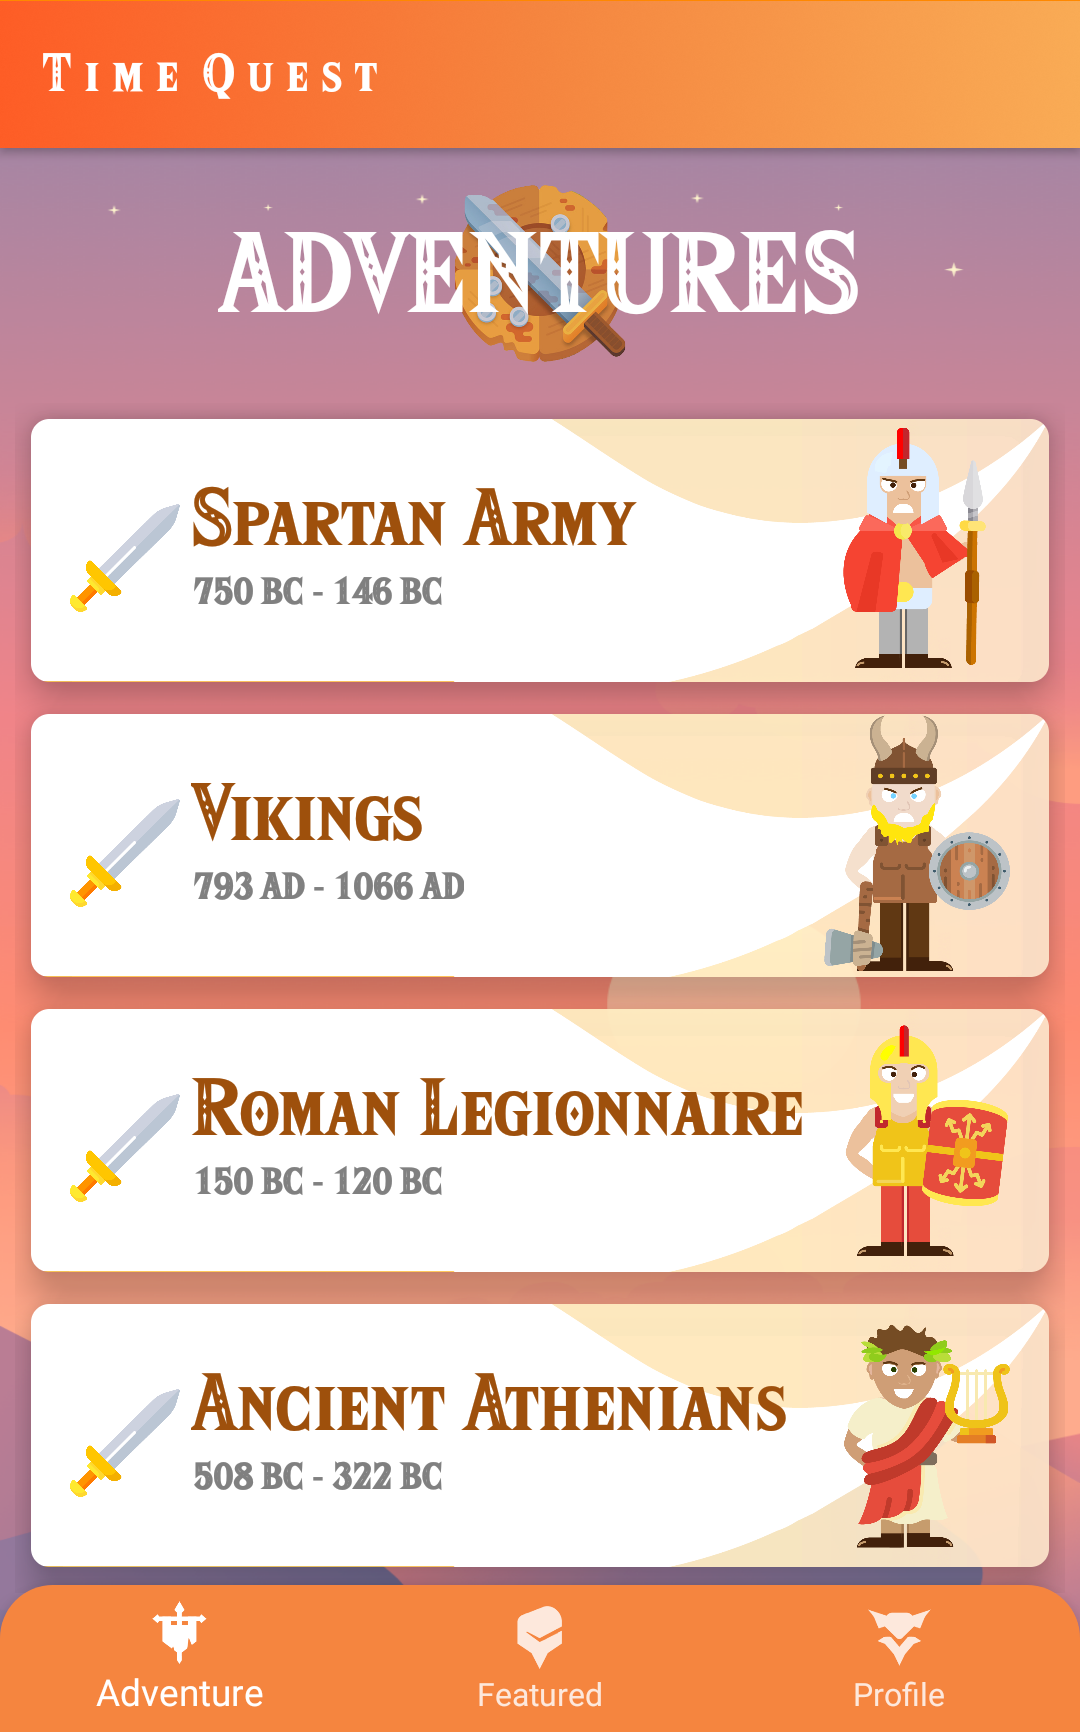 Time Quest
ADVENTURES
Spartan Army
750 BC - 146 BC
Vikings
793 AD - 1066 AD
Roman Legionnaire
150 BC - 120 BC
Ancient Athenians
508 BC - 322 BC
Adventure
Featured
Profile